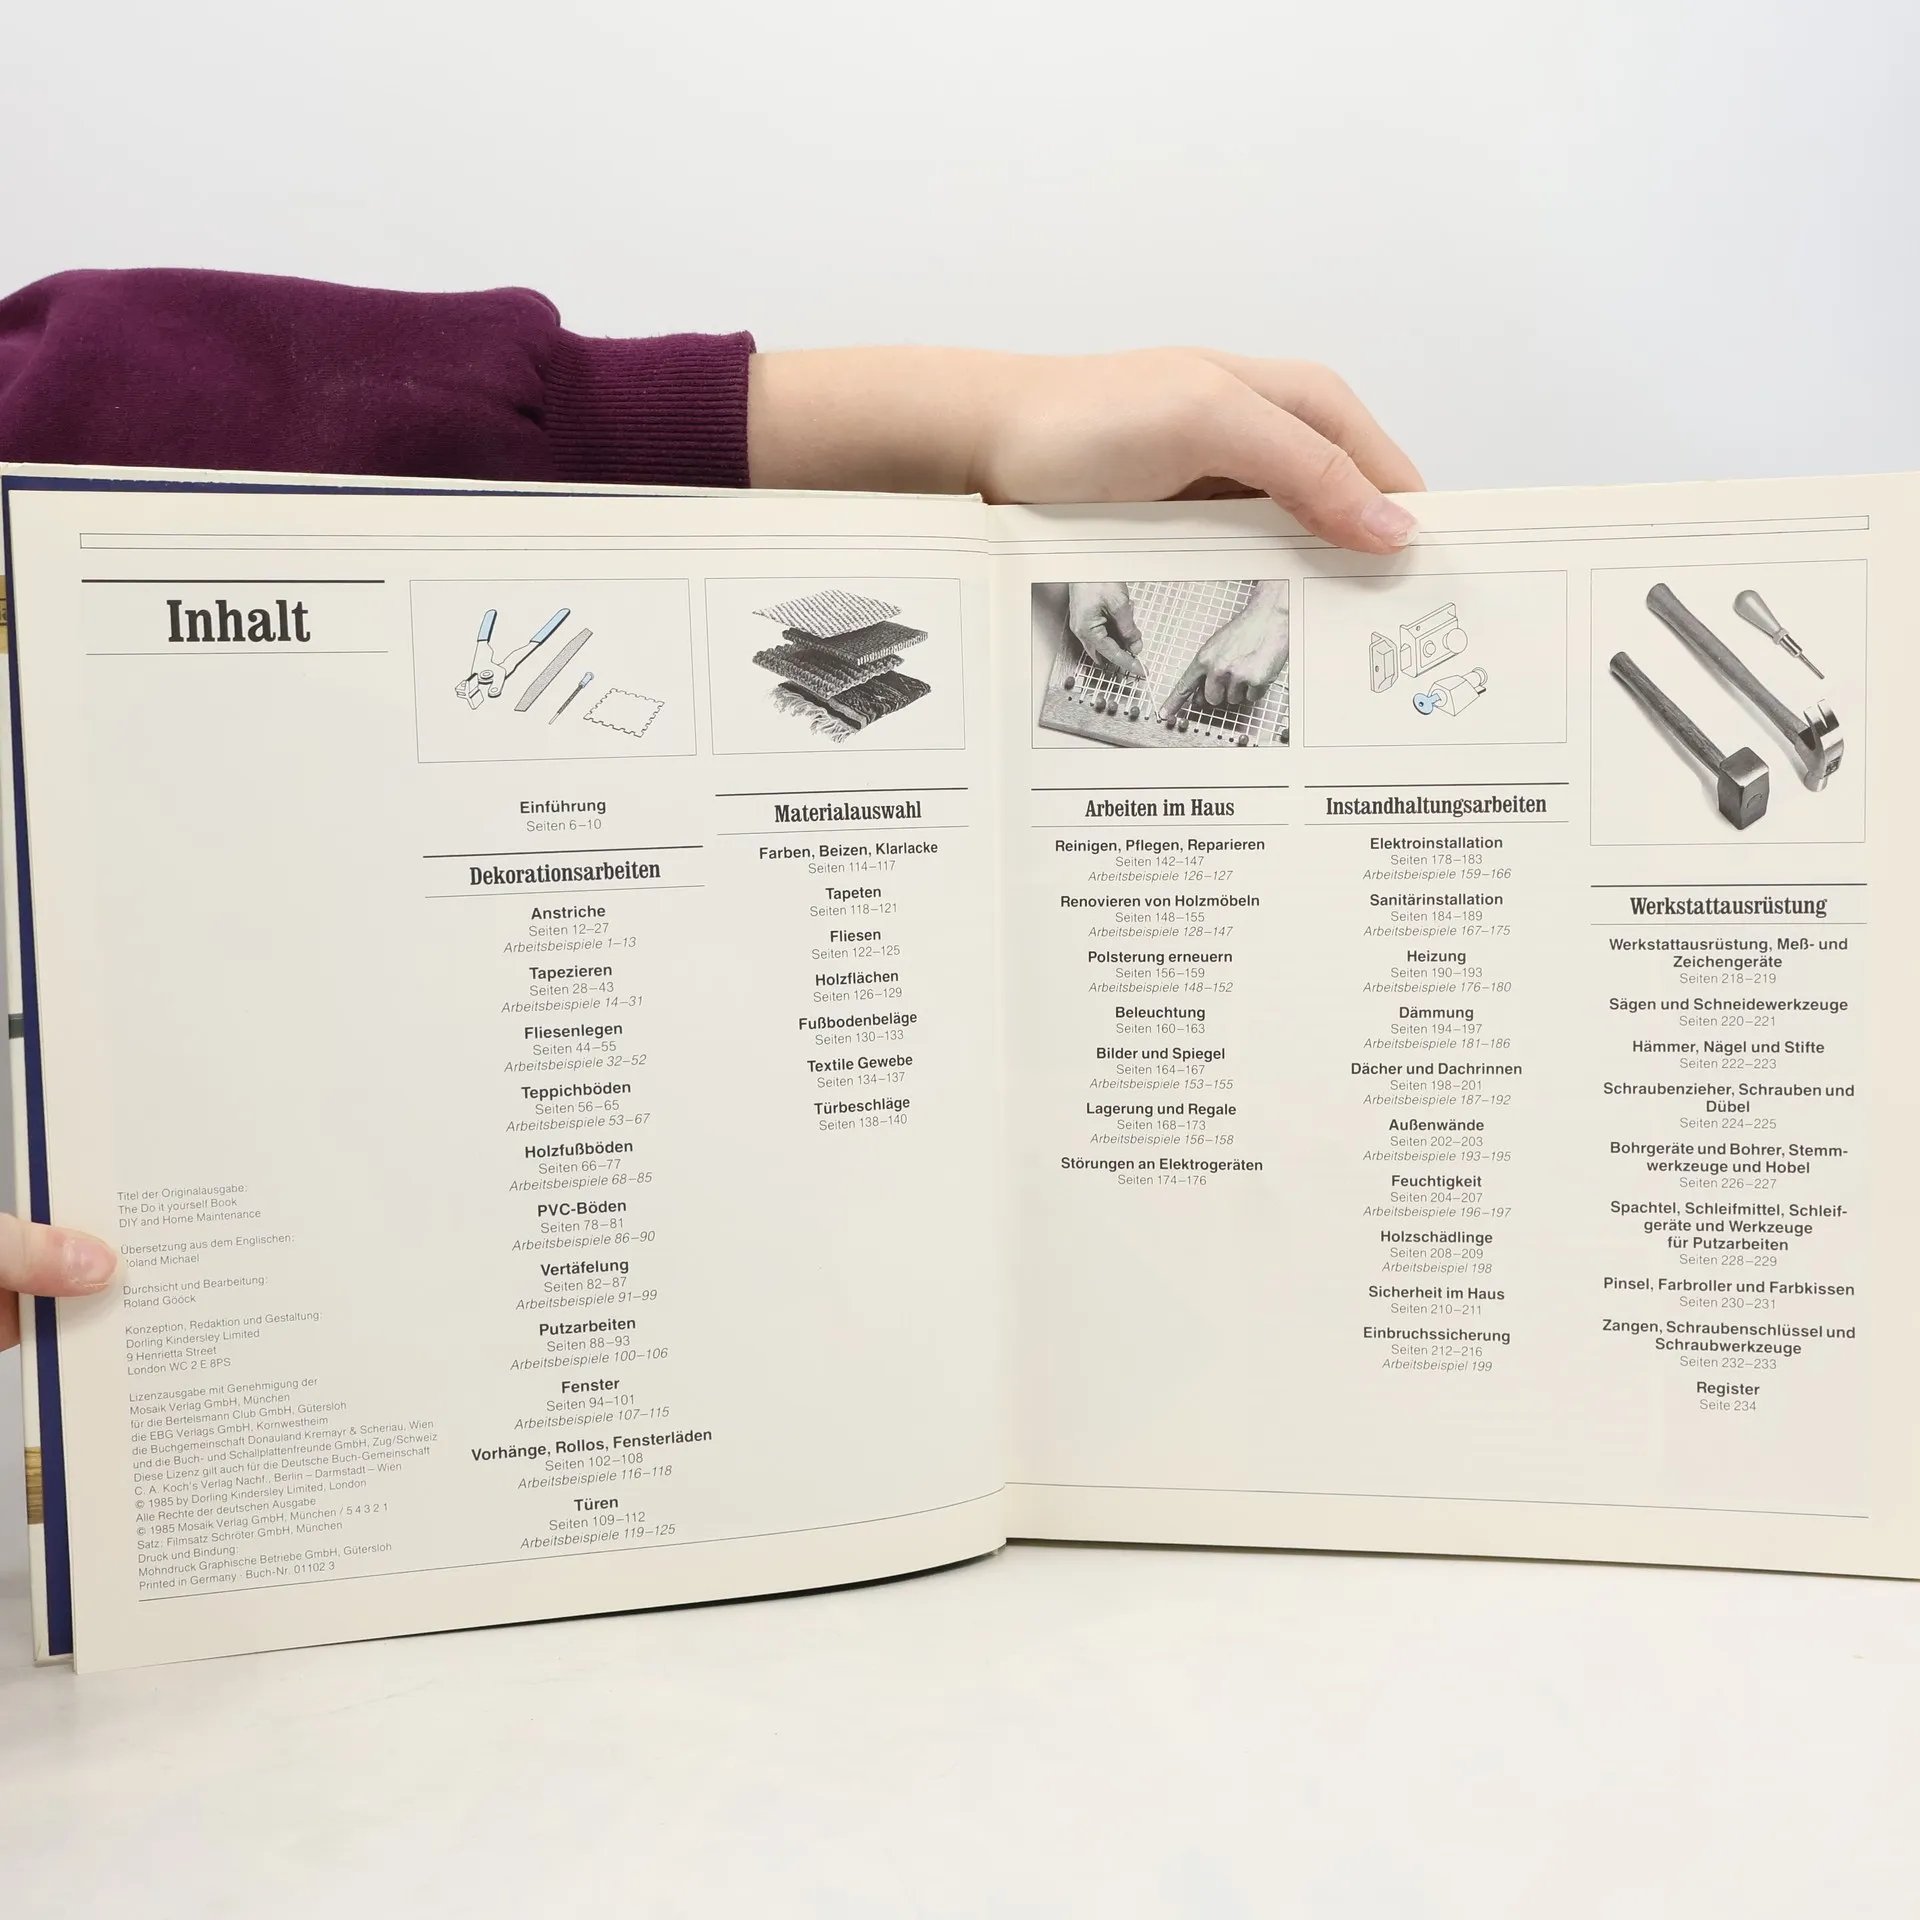 Inhalt
Titel der Originalausgabe:
The Do it yourself Book
DIY and Home Maintenance
Übersetzung aus dem Englischen:
Michael
Durchsicht und Bearbeitung:
Roland Gööck
Konzeption, Redaktion und Gestaltung:
Dorling Kindersley Limited
9 Henrietta Street
London WC 2 E 8PS
Lizenzausgabe mit Genehmigung der
Mosaik Verlag GmbH, München
für die Bertelsmann Club GmbH, Gütersloh
die EBG Verlags GmbH, Kornwestheim
die Buchgemeinschaft Donauland Kremayr & Scheriau, Wien
und die Buch- und Schallplattenfreunde GmbH, Zug/Schweiz
Diese Lizenz gilt auch für die Deutsche Buch-Gemeinschaft
C. A. Koch's Verlag Nachf., Berlin – Darmstadt – Wien
© 1985 by Dorling Kindersley Limited, London
Alle Rechte der deutschen Ausgabe
© 1985 Mosaik Verlag GmbH, München / 5 4 3 2 1
Satz: Filmsatz Schröter GmbH, München
Druck und Bindung:
Mohndruck Graphische Betriebe GmbH, Gütersloh
Printed in Germany · Buch-Nr. 01102 3
Einführung
Seiten 6–10
Dekorationsarbeiten
Anstriche
Seiten 12–27
Arbeitsbeispiele 1–13
Tapezieren
Seiten 28–43
Arbeitsbeispiele 14–31
Fliesenlegen
Seiten 44–55
Arbeitsbeispiele 32–52
Teppichböden
Seiten 56–65
Arbeitsbeispiele 53–67
Holzfußböden
Seiten 66–77
Arbeitsbeispiele 68–85
PVC-Böden
Seiten 78–81
Arbeitsbeispiele 86–90
Vertäfelung
Seiten 82–87
Arbeitsbeispiele 91–99
Putzarbeiten
Seiten 88–93
Arbeitsbeispiele 100–106
Fenster
Seiten 94–101
Arbeitsbeispiele 107–115
Vorhänge, Rollos, Fensterläden
Seiten 102–108
Arbeitsbeispiele 116–118
Türen
Seiten 109–112
Arbeitsbeispiele 119–125
Materialauswahl
Farben, Beizen, Klarlacke
Seiten 114–117
Tapeten
Seiten 118–121
Fliesen
Seiten 122–125
Holzflächen
Seiten 126–129
Fußbodenbeläge
Seiten 130–133
Textile Gewebe
Seiten 134–137
Türbeschläge
Seiten 138–140
Arbeiten im Haus
Reinigen, Pflegen, Reparieren
Seiten 142–147
Arbeitsbeispiele 126–127
Renovieren von Holzmöbeln
Seiten 148–155
Arbeitsbeispiele 128–147
Polsterung erneuern
Seiten 156–159
Arbeitsbeispiele 148–152
Beleuchtung
Seiten 160–163
Bilder und Spiegel
Seiten 164–167
Arbeitsbeispiele 153–155
Lagerung und Regale
Seiten 168–173
Arbeitsbeispiele 156–158
Störungen an Elektrogeräten
Seiten 174–176
Instandhaltungsarbeiten
Elektroinstallation
Seiten 178–183
Arbeitsbeispiele 159–166
Sanitärinstallation
Seiten 184–189
Arbeitsbeispiele 167–175
Heizung
Seiten 190–193
Arbeitsbeispiele 176–180
Dämmung
Seiten 194–197
Arbeitsbeispiele 181–186
Dächer und Dachrinnen
Seiten 198–201
Arbeitsbeispiele 187–192
Außenwände
Seiten 202–203
Arbeitsbeispiele 193–195
Feuchtigkeit
Seiten 204–207
Arbeitsbeispiele 196–197
Holzschädlinge
Seiten 208–209
Arbeitsbeispiel 198
Sicherheit im Haus
Seiten 210–211
Einbruchssicherung
Seiten 212–216
Arbeitsbeispiel 199
Werkstattausrüstung
Werkstattausrüstung, Meß- und
Zeichengeräte
Seiten 218–219
Sägen und Schneidewerkzeuge
Seiten 220–221
Hämmer, Nägel und Stifte
Seiten 222–223
Schraubenzieher, Schrauben und
Dübel
Seiten 224–225
Bohrgeräte und Bohrer, Stemm-
werkzeuge und Hobel
Seiten 226–227
Spachtel, Schleifmittel, Schleif-
geräte und Werkzeuge
für Putzarbeiten
Seiten 228–229
Pinsel, Farbroller und Farbkissen
Seiten 230–231
Zangen, Schraubenschlüssel und
Schraubwerkzeuge
Seiten 232–233
Register
Seite 234